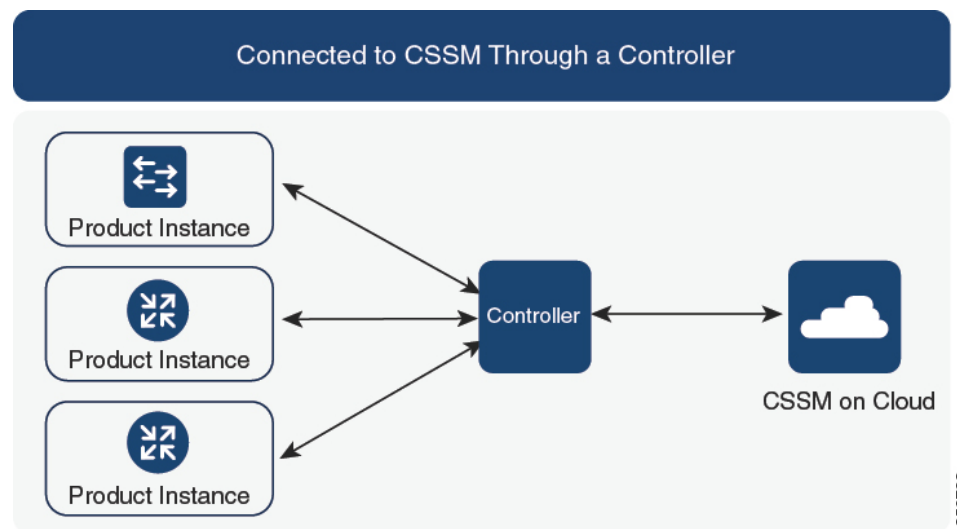 Connected to CSSM Through a Controller
Product Instance
Product Instance
Controller
CSSM on Cloud
Product Instance